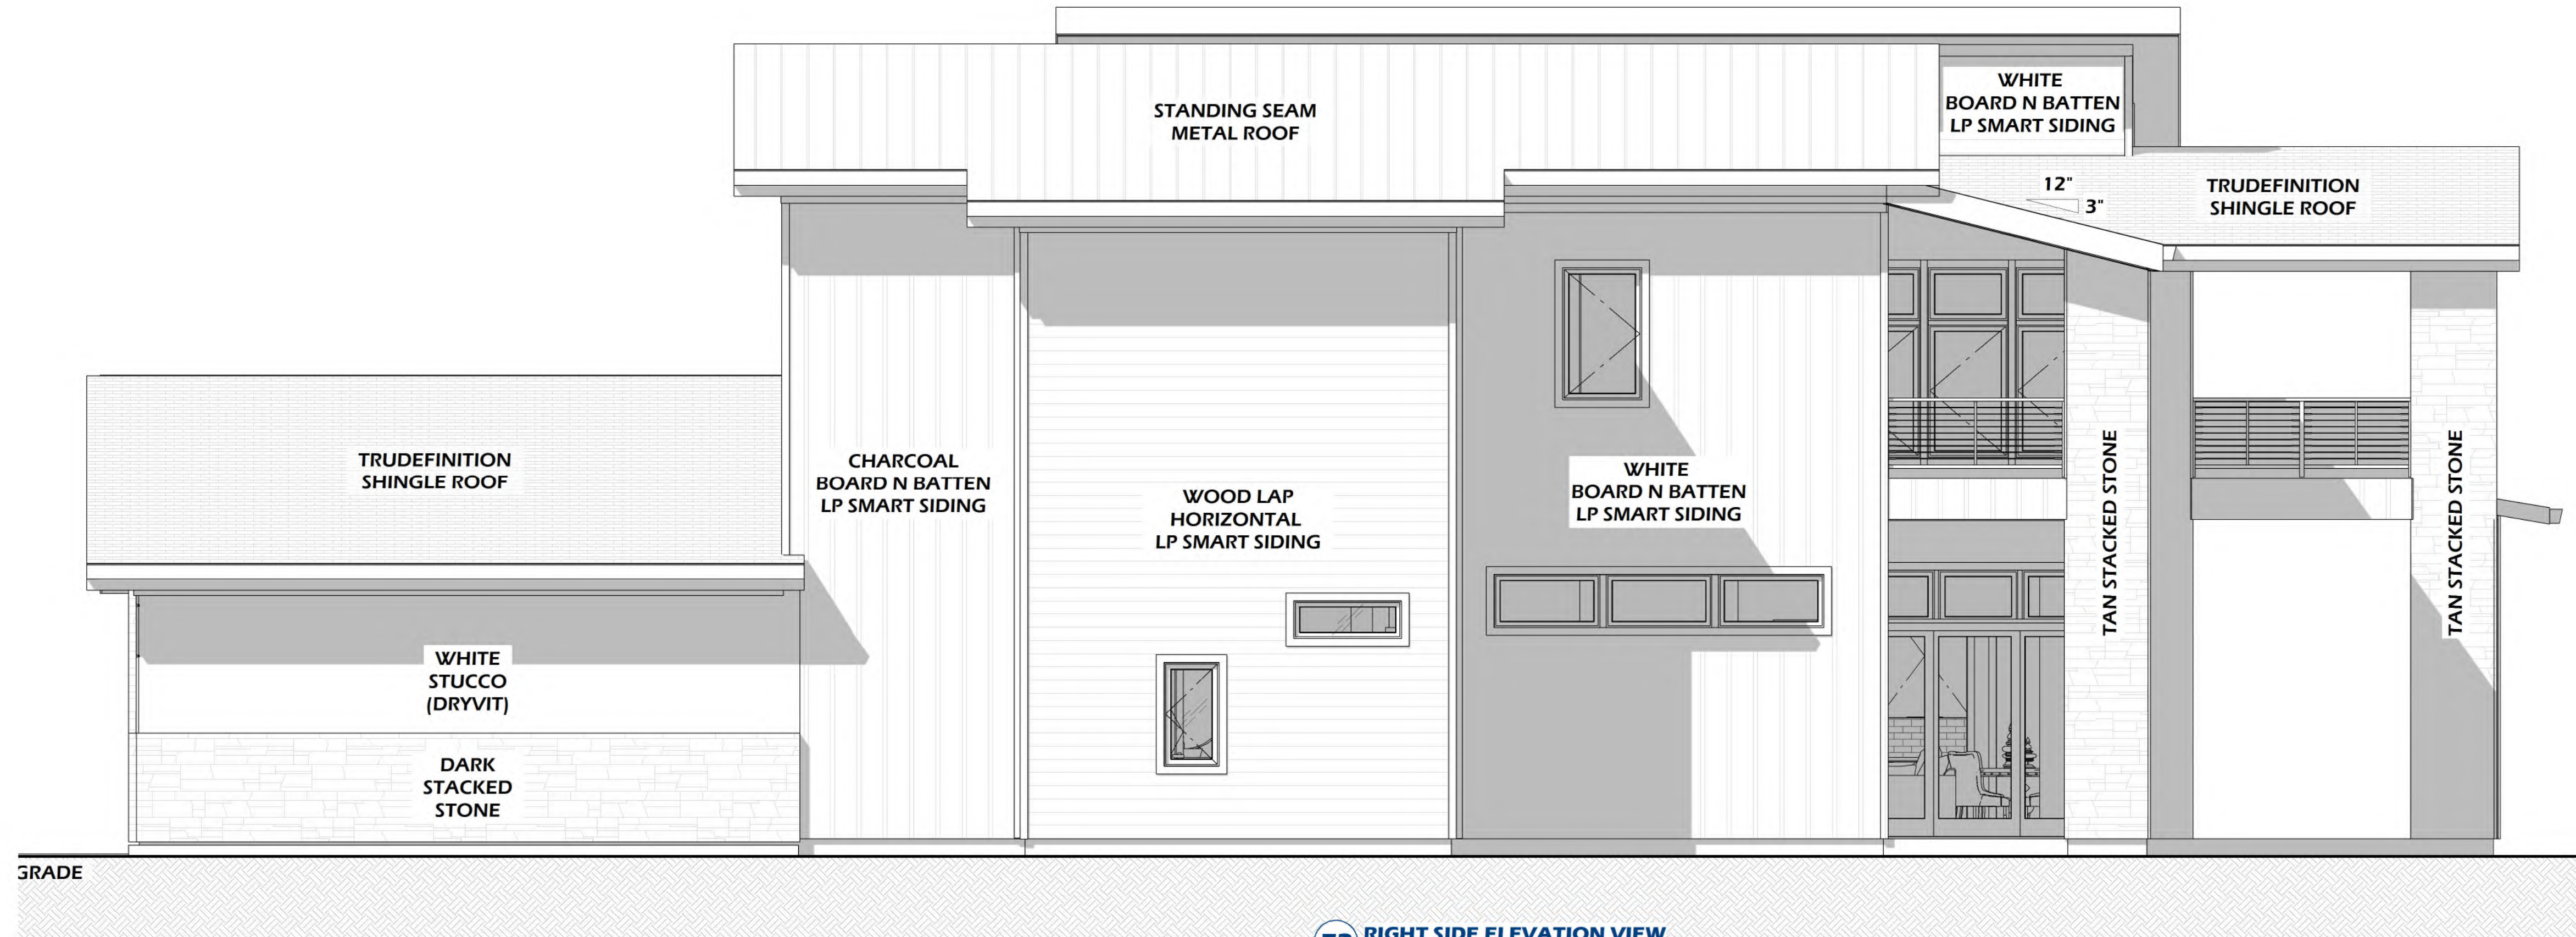 WHITE
BOARD N BATTEN
LP SMART SIDING
STANDING SEAM
METAL ROOF
12"
3"
TRUDEFINITION
SHINGLE ROOF
TRUDEFINITION
SHINGLE ROOF
CHARCOAL
BOARD N BATTEN
LP SMART SIDING
WOOD LAP
HORIZONTAL
LP SMART SIDING
WHITE
BOARD N BATTEN
LP SMART SIDING
TAN STACKED STONE
TAN STACKED STONE
WHITE
STUCCO
(DRYVIT)
DARK
STACKED
STONE
GRADE
RIGHT SIDE ELEVATION VIEW